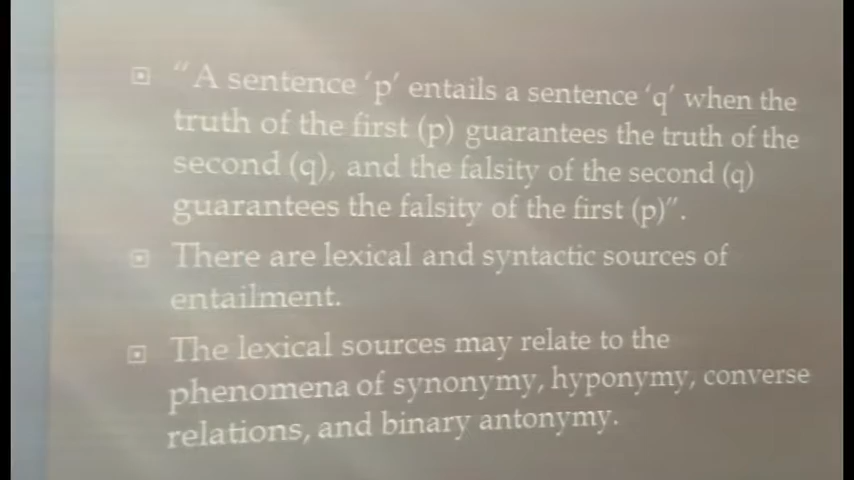 “A sentence ‘p’ entails a sentence ‘q’ when the
truth of the first (p) guarantees the truth of the
second (q), and the falsity of the second (q)
guarantees the falsity of the first (p)”.
There are lexical and syntactic sources of
entailment.
The lexical sources may relate to the
phenomena of synonymy, hyponymy, converse
relations, and binary antonymy.